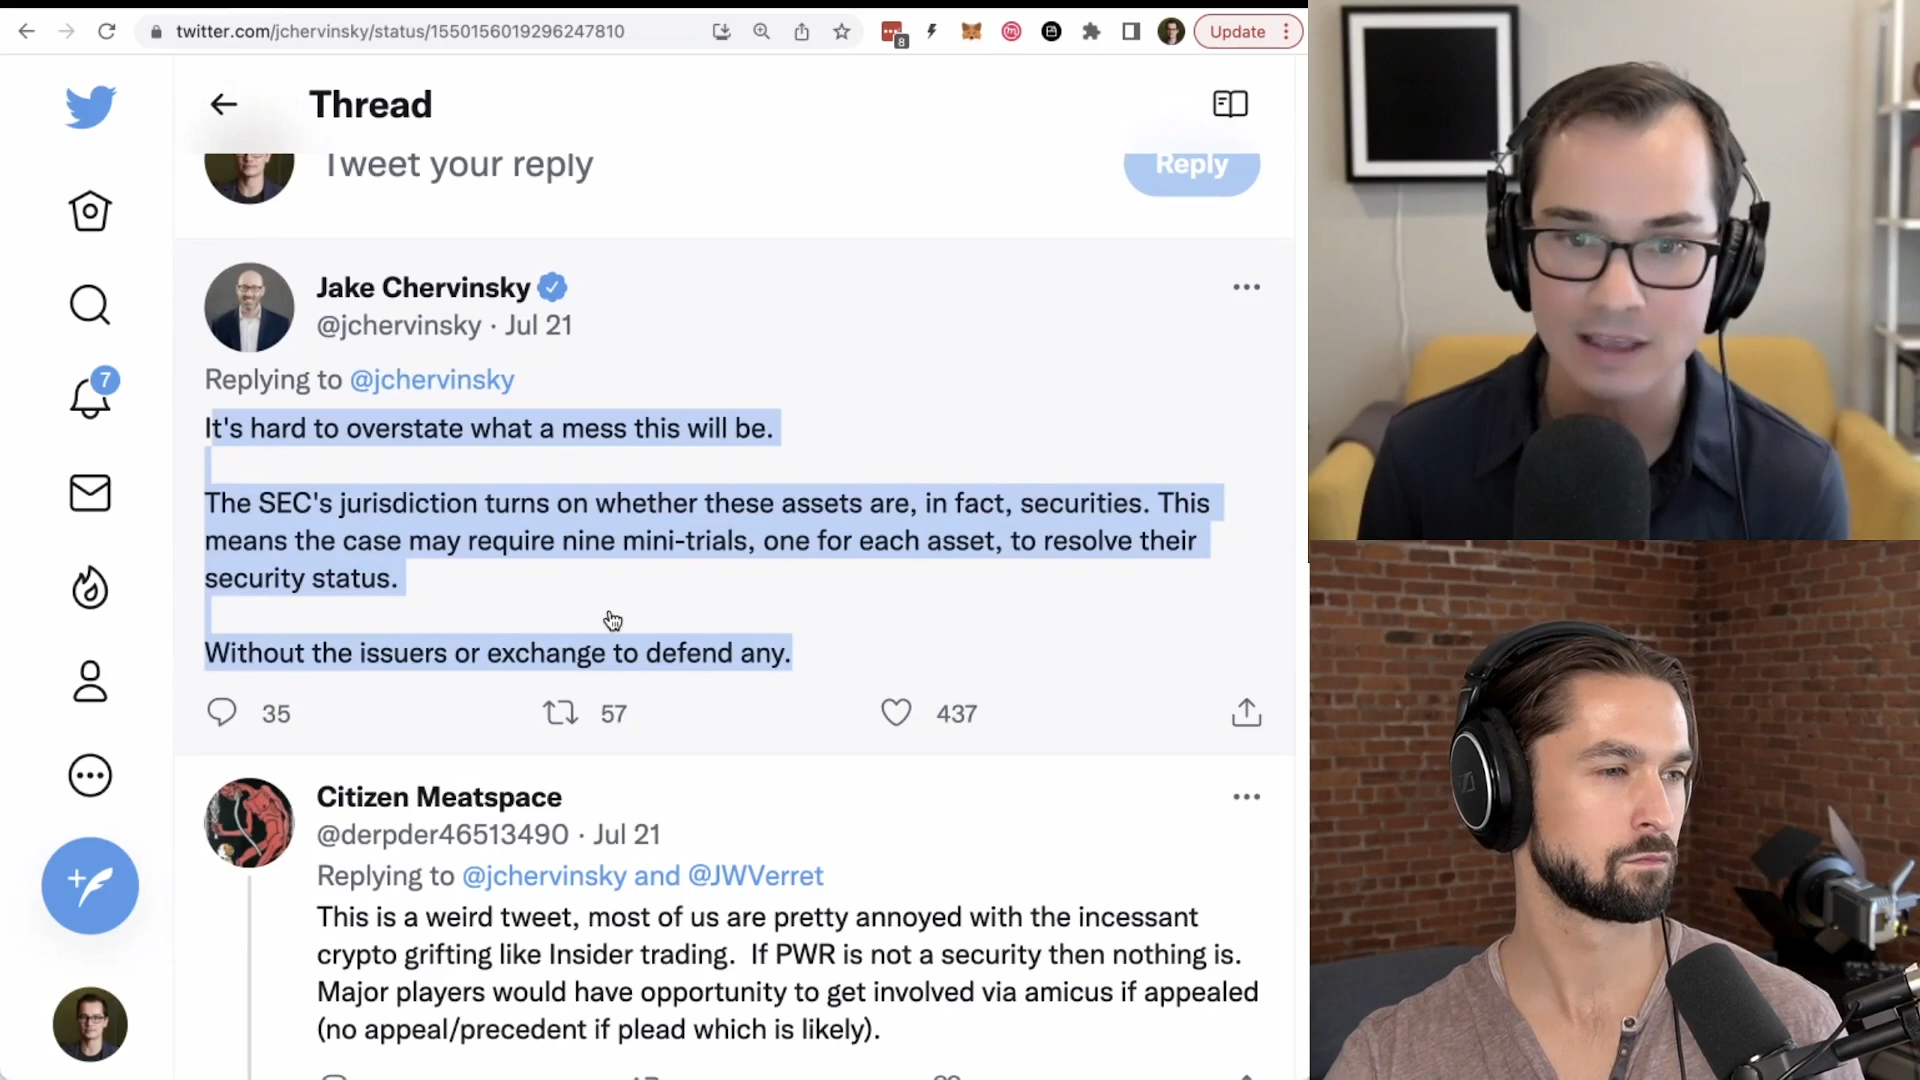 twitter.com/jchervinsky/status/1550156019296247810
8
Update
Thread
Tweet your reply
Reply
7
Jake Chervinsky
@jchervinsky · Jul 21
Replying to @jchervinsky
It's hard to overstate what a mess this will be.
The SEC's jurisdiction turns on whether these assets are, in fact, securities. This
means the case may require nine mini-trials, one for each asset, to resolve their
security status.
Without the issuers or exchange to defend any.
35
57
437
Citizen Meatspace
@derpder46513490 · Jul 21
Replying to @jchervinsky and @JWVerret
This is a weird tweet, most of us are pretty annoyed with the incessant
crypto grifting like Insider trading.  If PWR is not a security then nothing is.
Major players would have opportunity to get involved via amicus if appealed
(no appeal/precedent if plead which is likely).